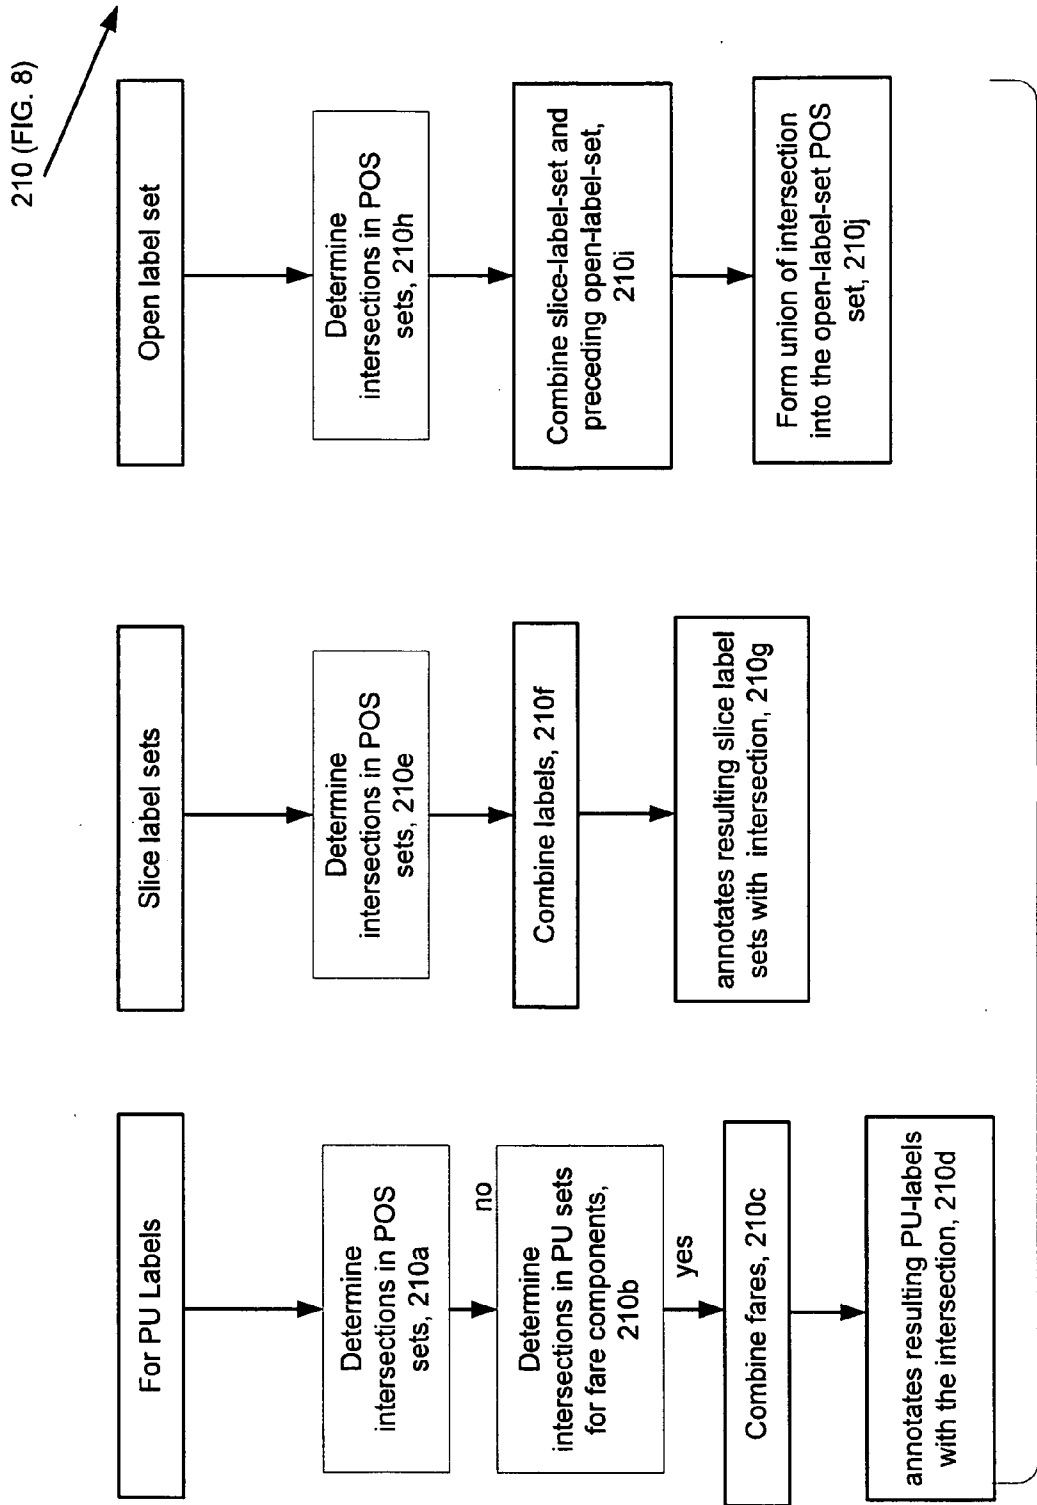 210 (FIG. 8)
For PU Labels
Determine
intersections in POS
sets, 210a
no
Determine
intersections in PU sets
for fare components,
210b
yes
Combine fares, 210c
annotates resulting PU-labels
with the intersection, 210d
Slice label sets
Determine
intersections in POS
sets, 210e
Combine labels, 210f
annotates resulting slice label
sets with intersection, 210g
Open label set
Determine
intersections in POS
sets, 210h
Combine slice-label-set and
preceding open-label-set,
210i
Form union of intersection
into the open-label-set POS
set, 210j